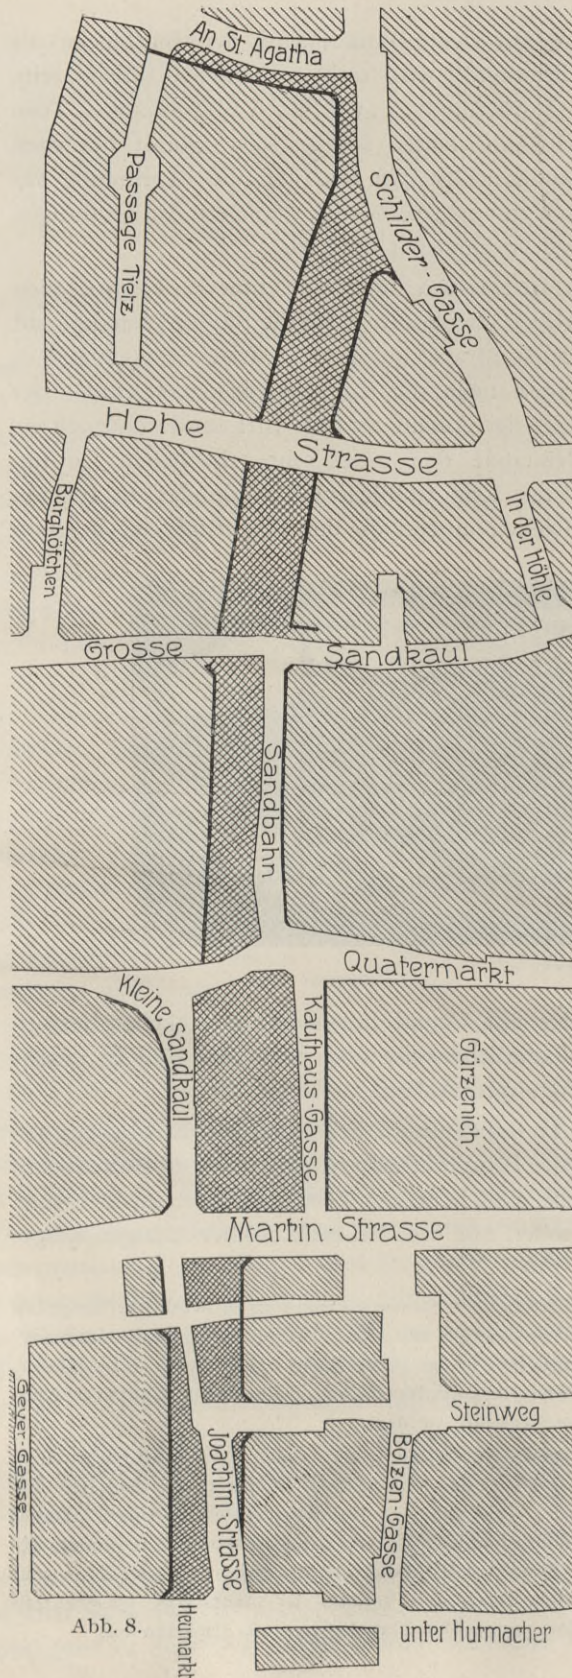 An St. Agatha
Passage Tietz
Schilder-Gasse
Hohe Strasse
Burghöfchen
In der Höhle
Grosse Sandkaul
Sandbahn
Quatermarkt
Kleine Sandkaul
Kaufhaus-Gasse
Gürzenich
Martin-Strasse
Steinweg
Geyer-Gasse
Joachim-Strasse
Bolzen-Gasse
Abb. 8.
Heumarkt
unter Hutmacher